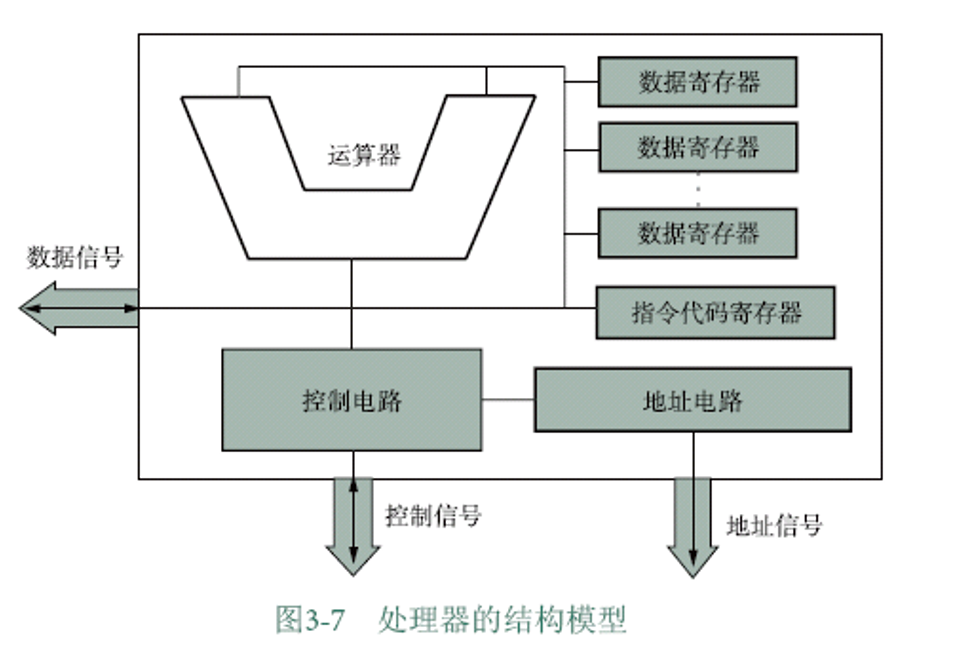 数据寄存器
运算器
数据寄存器
数据寄存器
数据信号
指令代码寄存器
控制电路
地址电路
控制信号
地址信号
图3-7 处理器的结构模型